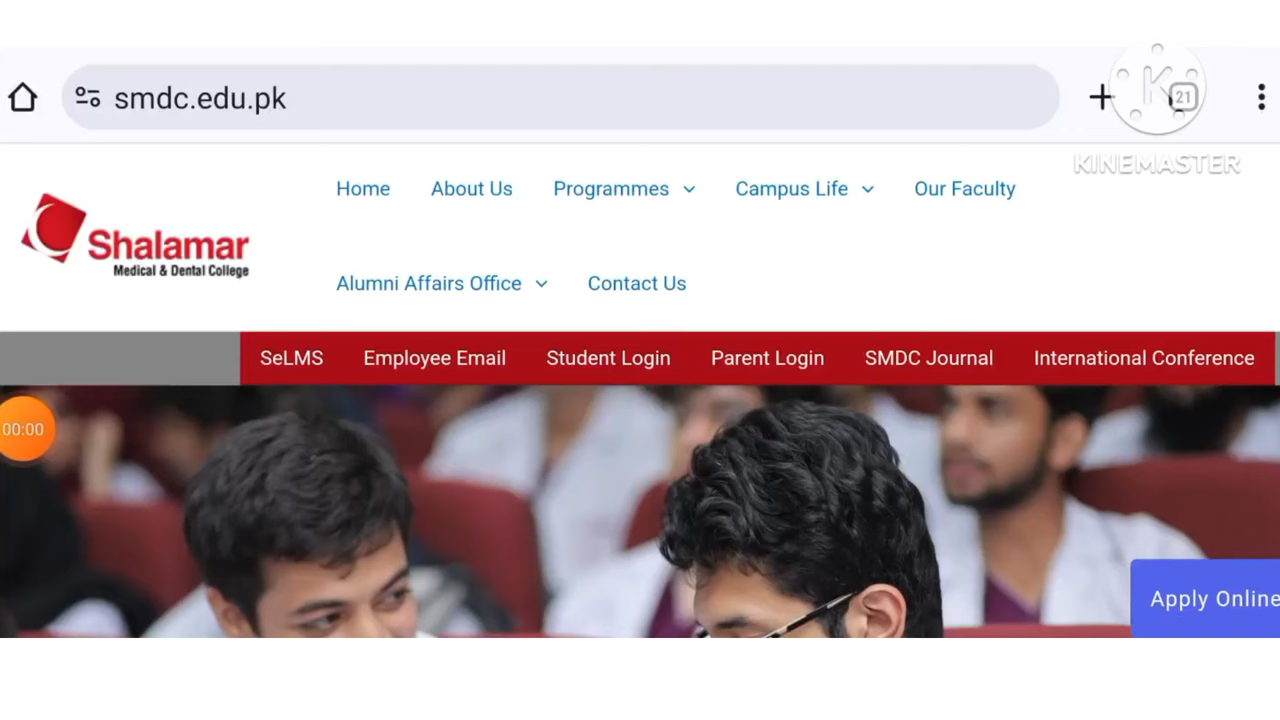 smdc.edu.pk
21
KINEMASTER
Home About Us Programmes Campus Life Our Faculty
Shalamar
Medical & Dental College
Alumni Affairs Office Contact Us
SeLMS Employee Email Student Login Parent Login SMDC Journal International Conference
00:00
Apply Online